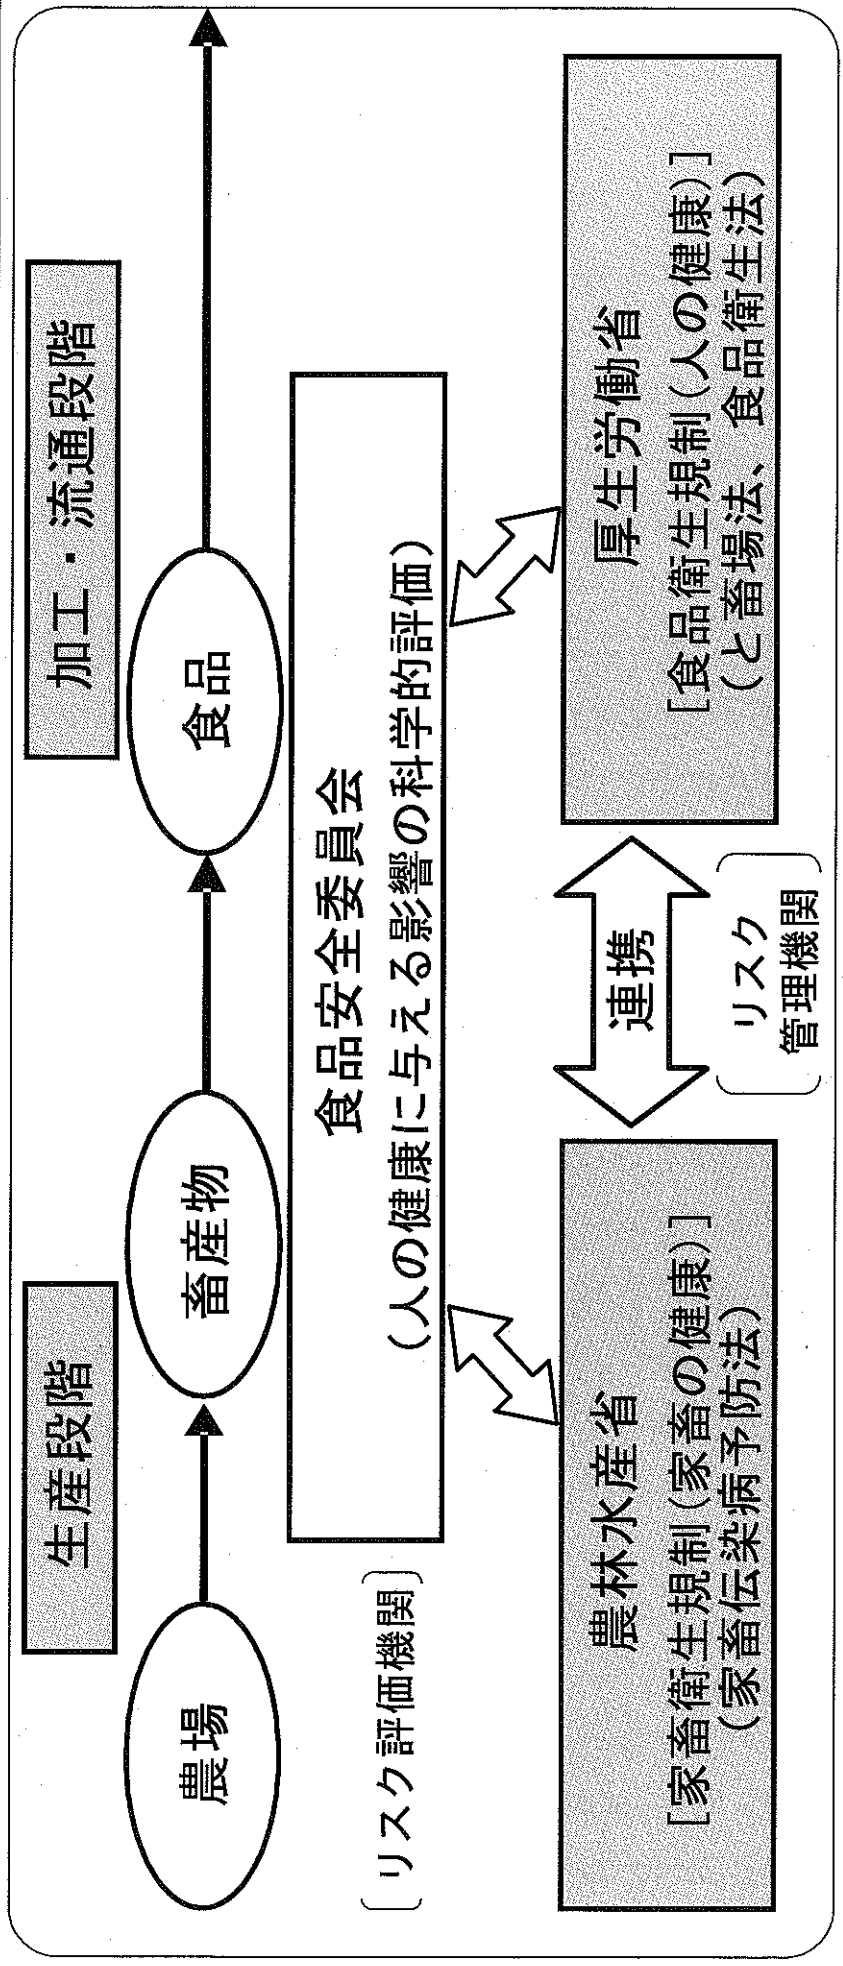 生産段階
加工・流通段階
農場
畜産物
食品
食品安全委員会
(人の健康に与える影響の科学的評価)
〔リスク評価機関〕
農林水産省
[家畜衛生規制(家畜の健康)]
(家畜伝染病予防法)
連携
リスク
管理機関
厚生労働省
[食品衛生規制(人の健康)]
(と畜場法、食品衛生法)